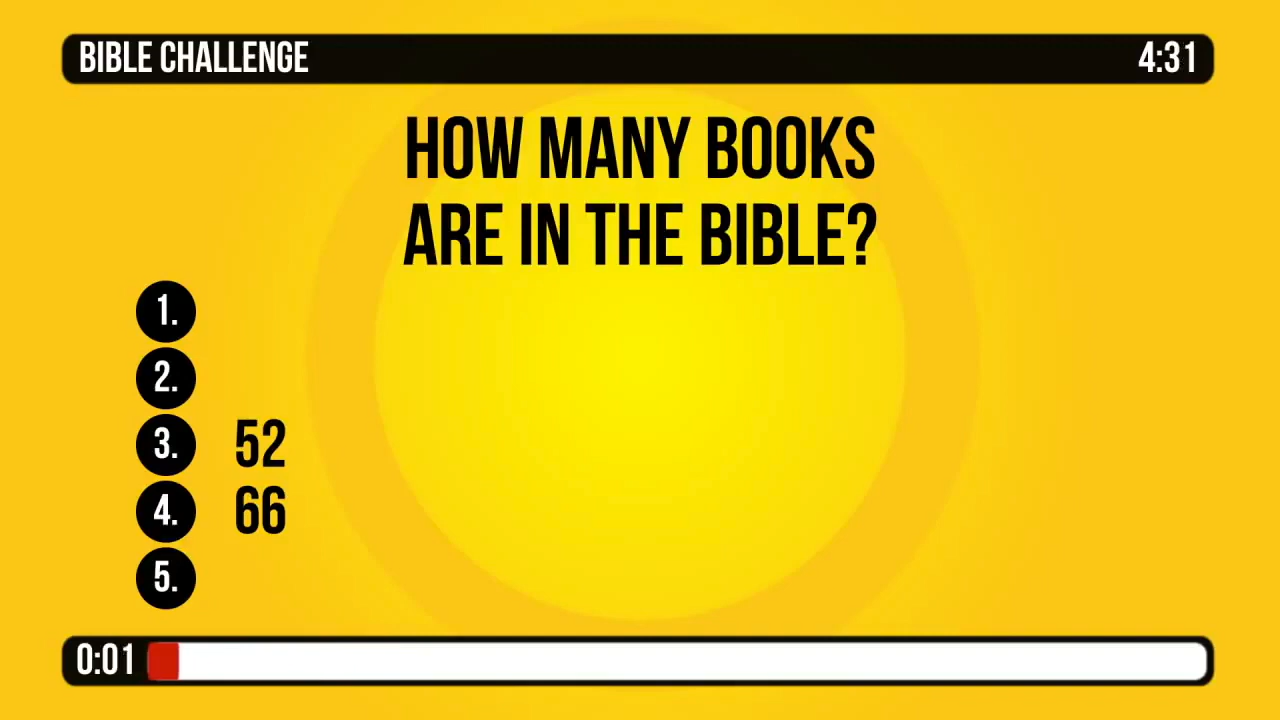 BIBLE CHALLENGE 4:31
HOW MANY BOOKS
ARE IN THE BIBLE?
1.
2.
3. 52
4. 66
5.
0:01